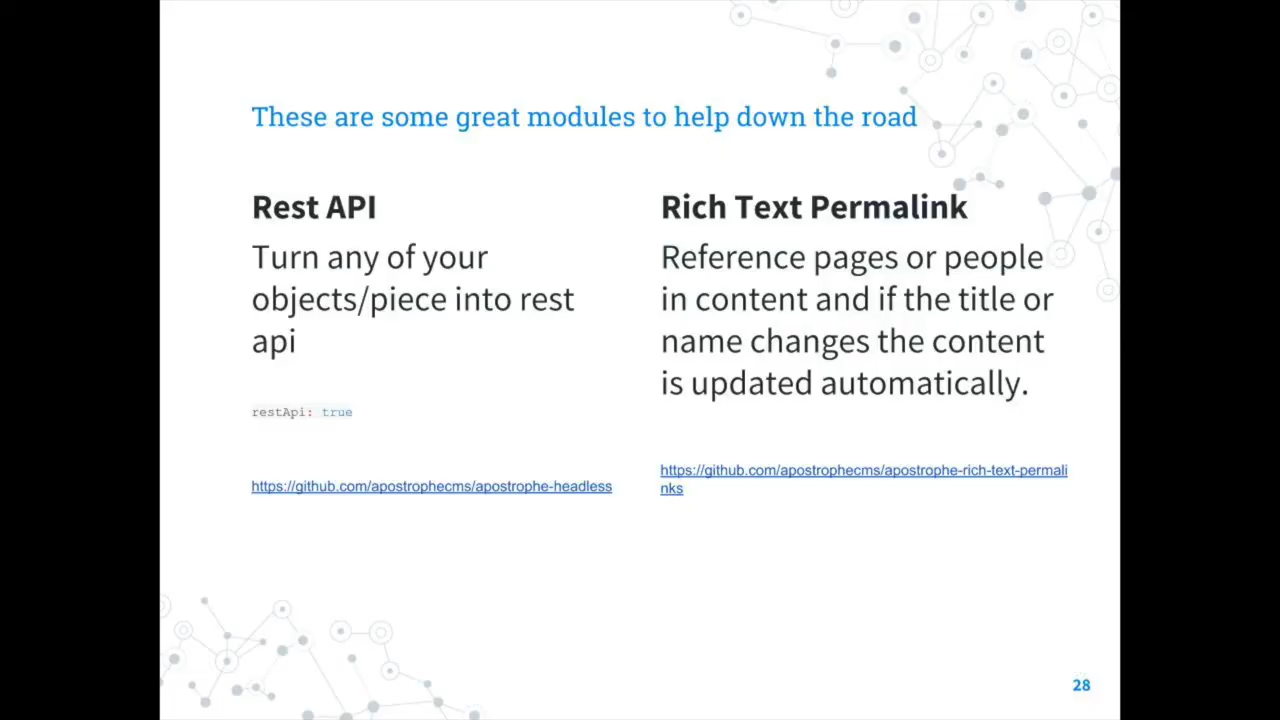 These are some great modules to help down the road
Rest API
Turn any of your
objects/piece into rest
api
restApi: true
https://github.com/apostrophecms/apostrophe-headless
Rich Text Permalink
Reference pages or people
in content and if the title or
name changes the content
is updated automatically.
https://github.com/apostrophecms/apostrophe-rich-text-permali
nks
28